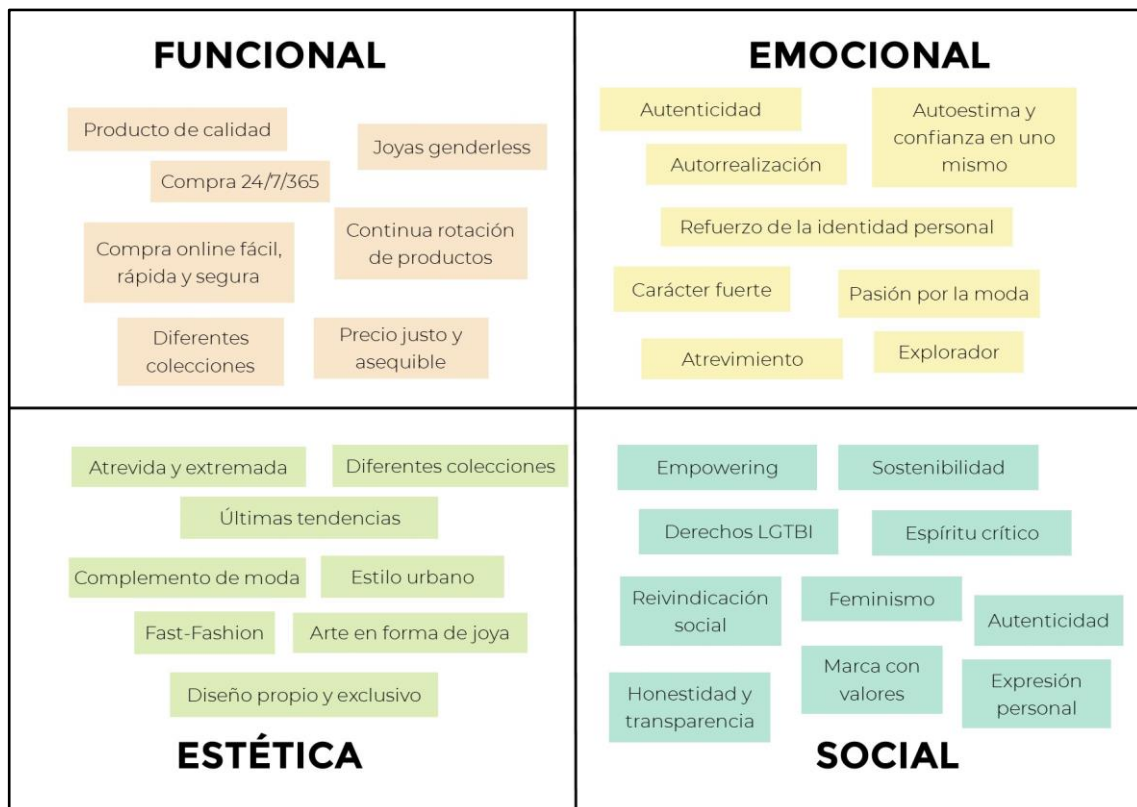 FUNCIONAL
Producto de calidad
Joyas genderless
Compra 24/7/365
Compra online fácil,
rápida y segura
Continua rotación
de productos
Diferentes
colecciones
Precio justo y
asequible
EMOCIONAL
Autenticidad
Autoestima y
confianza en uno
mismo
Autorrealización
Refuerzo de la identidad personal
Carácter fuerte
Pasión por la moda
Atrevimiento
Explorador
Atrevida y extremada
Diferentes colecciones
Últimas tendencias
Complemento de moda
Estilo urbano
Fast-Fashion
Arte en forma de joya
Diseño propio y exclusivo
ESTÉTICA
Empowering
Sostenibilidad
Derechos LGTBI
Espíritu crítico
Reivindicación
social
Feminismo
Autenticidad
Honestidad y
transparencia
Marca con
valores
Expresión
personal
SOCIAL